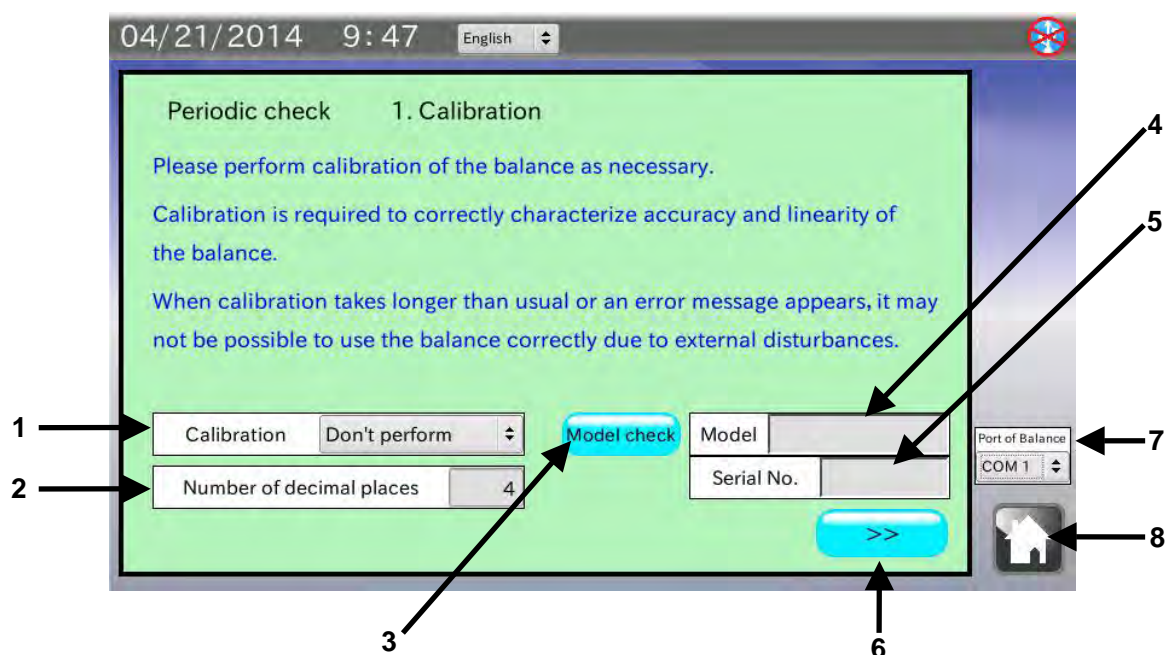 04/21/2014 9:47 English
Periodic check 1. Calibration
Please perform calibration of the balance as necessary.
Calibration is required to correctly characterize accuracy and linearity of
the balance.
When calibration takes longer than usual or an error message appears, it may
not be possible to use the balance correctly due to external disturbances.
4
5
1
Calibration Don't perform
Model check
Model
Port of Balance
7
2
Number of decimal places 4
Serial No.
COM 1
>>
8
3
6